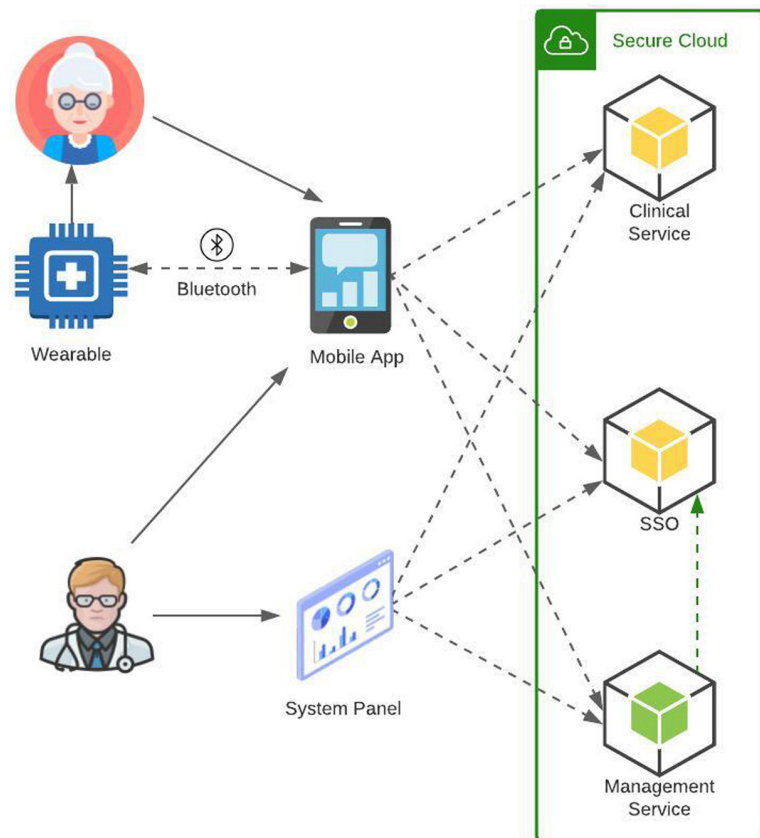 Secure Cloud
Clinical
Service
Bluetooth
Wearable
Mobile App
SSO
System Panel
Management
Service